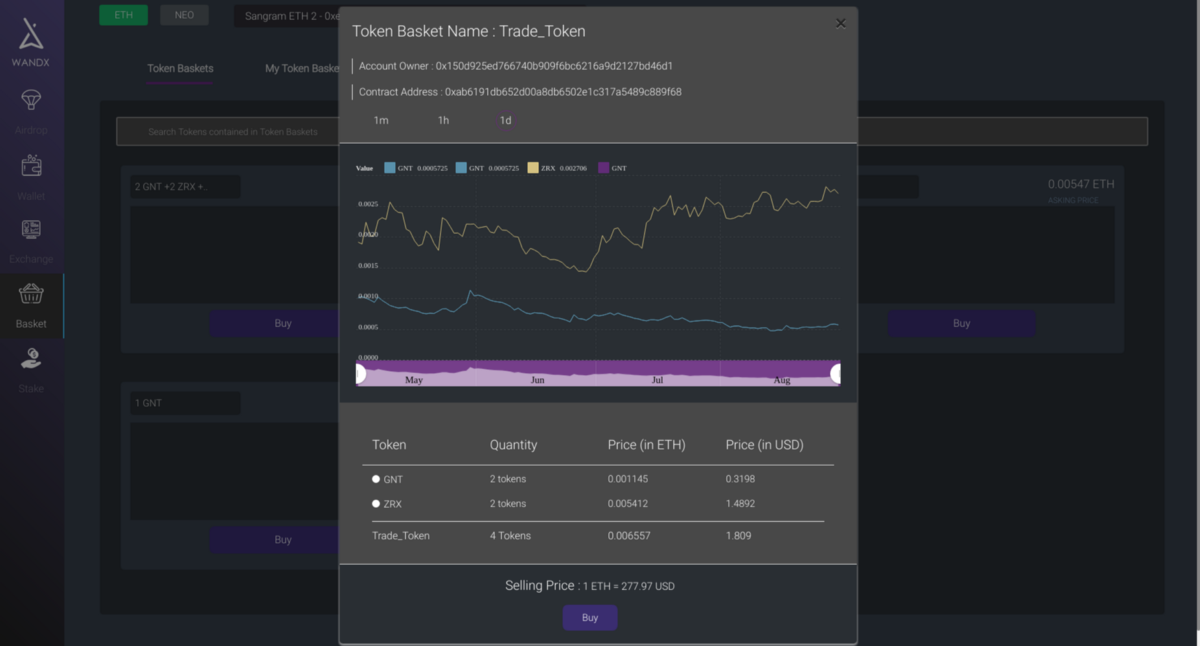 ETH
NEO
Sangram ETH 2 - 0xe
WANDX
Airdrop
Wallet
Exchange
Basket
Stake
Token Baskets
My Token Baske
Search Tokens contained in Token Baskets
2 GNT +2 ZRX +..
Buy
1 GNT
Buy
0.00547 ETH
ASKING PRICE
Buy
Token Basket Name : Trade_Token
Account Owner : 0x150d925ed766740b909f6bc6216a9d2127bd46d1
Contract Address : 0xab6191db652d00a8db6502e1c317a5489c889f68
1m 1h 1d
Value GNT 0.0005725 GNT 0.0005725 ZRX 0.002706 GNT
0.0025
0.0020
0.0015
0.0010
0.0005
0.0000
May Jun Jul Aug
Token Quantity Price (in ETH) Price (in USD)
GNT 2 tokens 0.001145 0.3198
ZRX 2 tokens 0.005412 1.4892
Trade_Token 4 Tokens 0.006557 1.809
Selling Price : 1 ETH = 277.97 USD
Buy